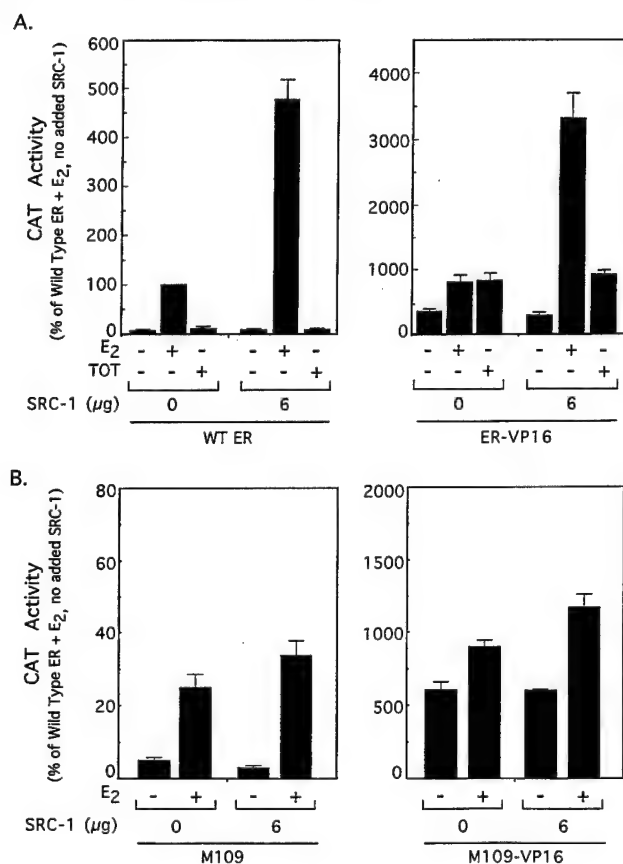 A.
CAT Activity
(% of Wild Type ER + E2, no added SRC-1)
600
500
400
300
200
100
0
4000
3000
2000
1000
0
E2 - + - - + - - + - - + -
TOT - - + - - + - - + - - +
SRC-1 (µg) 0 6 0 6
WT ER ER-VP16
B.
CAT Activity
(% of Wild Type ER + E2, no added SRC-1)
80
60
40
20
0
2000
1500
1000
500
0
E2 - + - + - + - +
SRC-1 (µg) 0 6 0 6
M109 M109-VP16